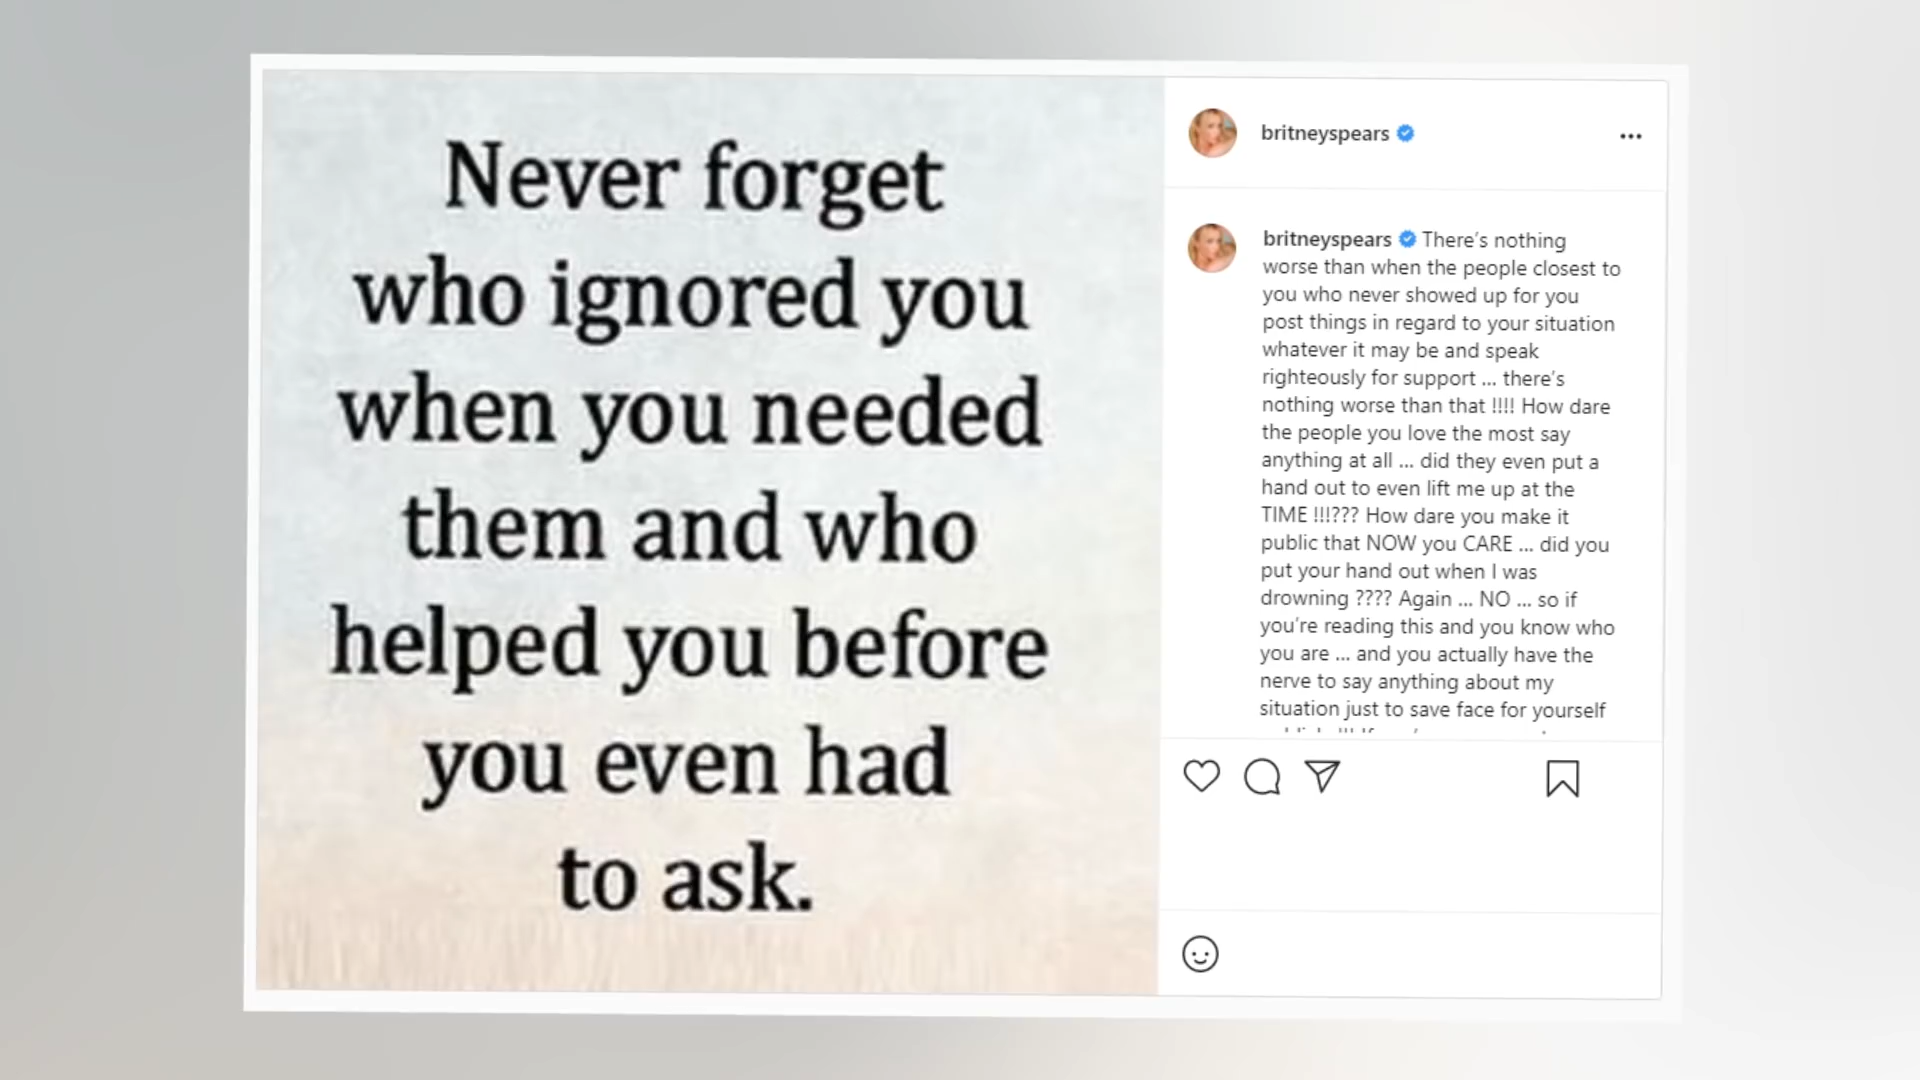 Never forget
who ignored you
when you needed
them and who
helped you before
you even had
to ask.
britneyspears
britneyspears There’s nothing
worse than when the people closest to
you who never showed up for you
post things in regard to your situation
whatever it may be and speak
righteously for support ... there’s
nothing worse than that !!!! How dare
the people you love the most say
anything at all ... did they even put a
hand out to even lift me up at the
TIME !!!??? How dare you make it
public that NOW you CARE ... did you
put your hand out when I was
drowning ???? Again ... NO ... so if
you’re reading this and you know who
you are ... and you actually have the
nerve to say anything about my
situation just to save face for yourself